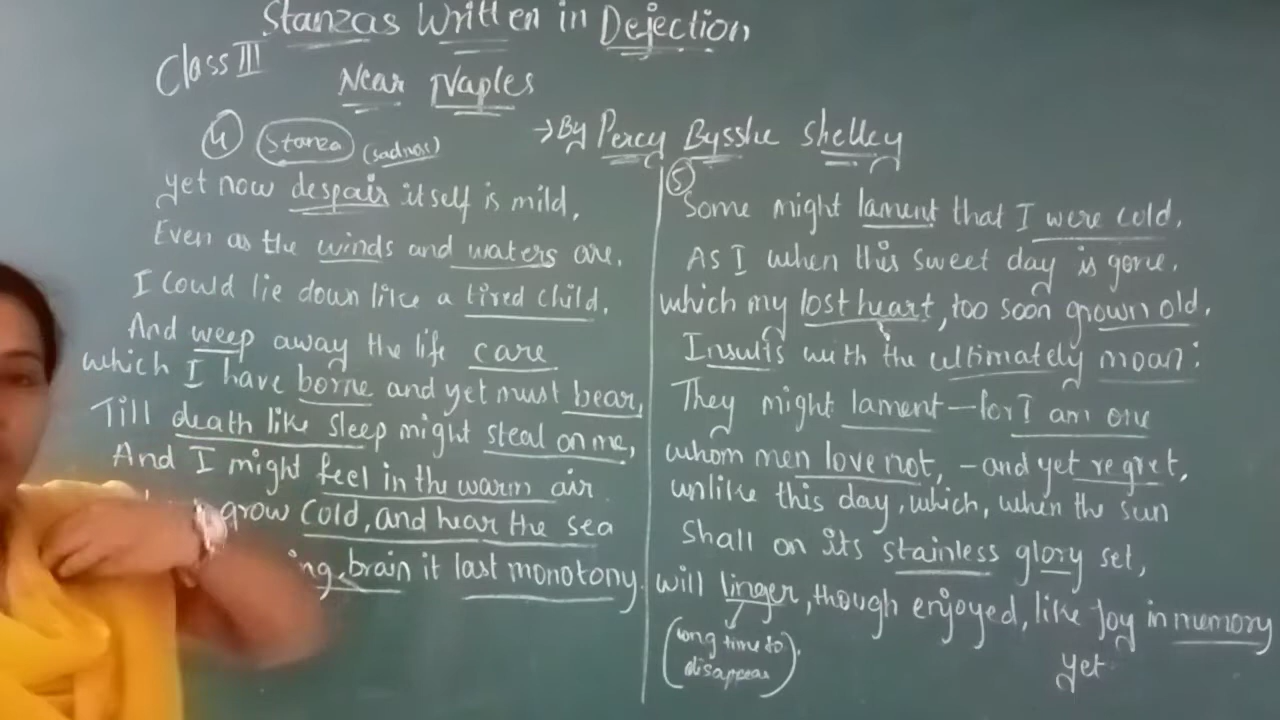 Stanzas Written in Dejection
Class III
Near Naples
→ By Percy Bysshe Shelley
4 Stanza (sadness)
yet now despair itself is mild,
Even as the winds and waters are.
I could lie down like a tired child,
And weep away the life care
which I have borne and yet must bear,
Till death like sleep might steal on me,
And I might feel in the warm air
grow cold, and hear the sea
ing brain it last monotony.
5
Some might lament that I were cold,
As I when this sweet day is gone,
which my lost heart, too soon grown old,
Insults with the ultimately moan:
They might lament—for I am one
whom men love not, -and yet regret,
unlike this day, which, when the sun
shall on its stainless glory set,
will linger, though enjoyed, like Joy in memory
yet
(long time to
disappear)